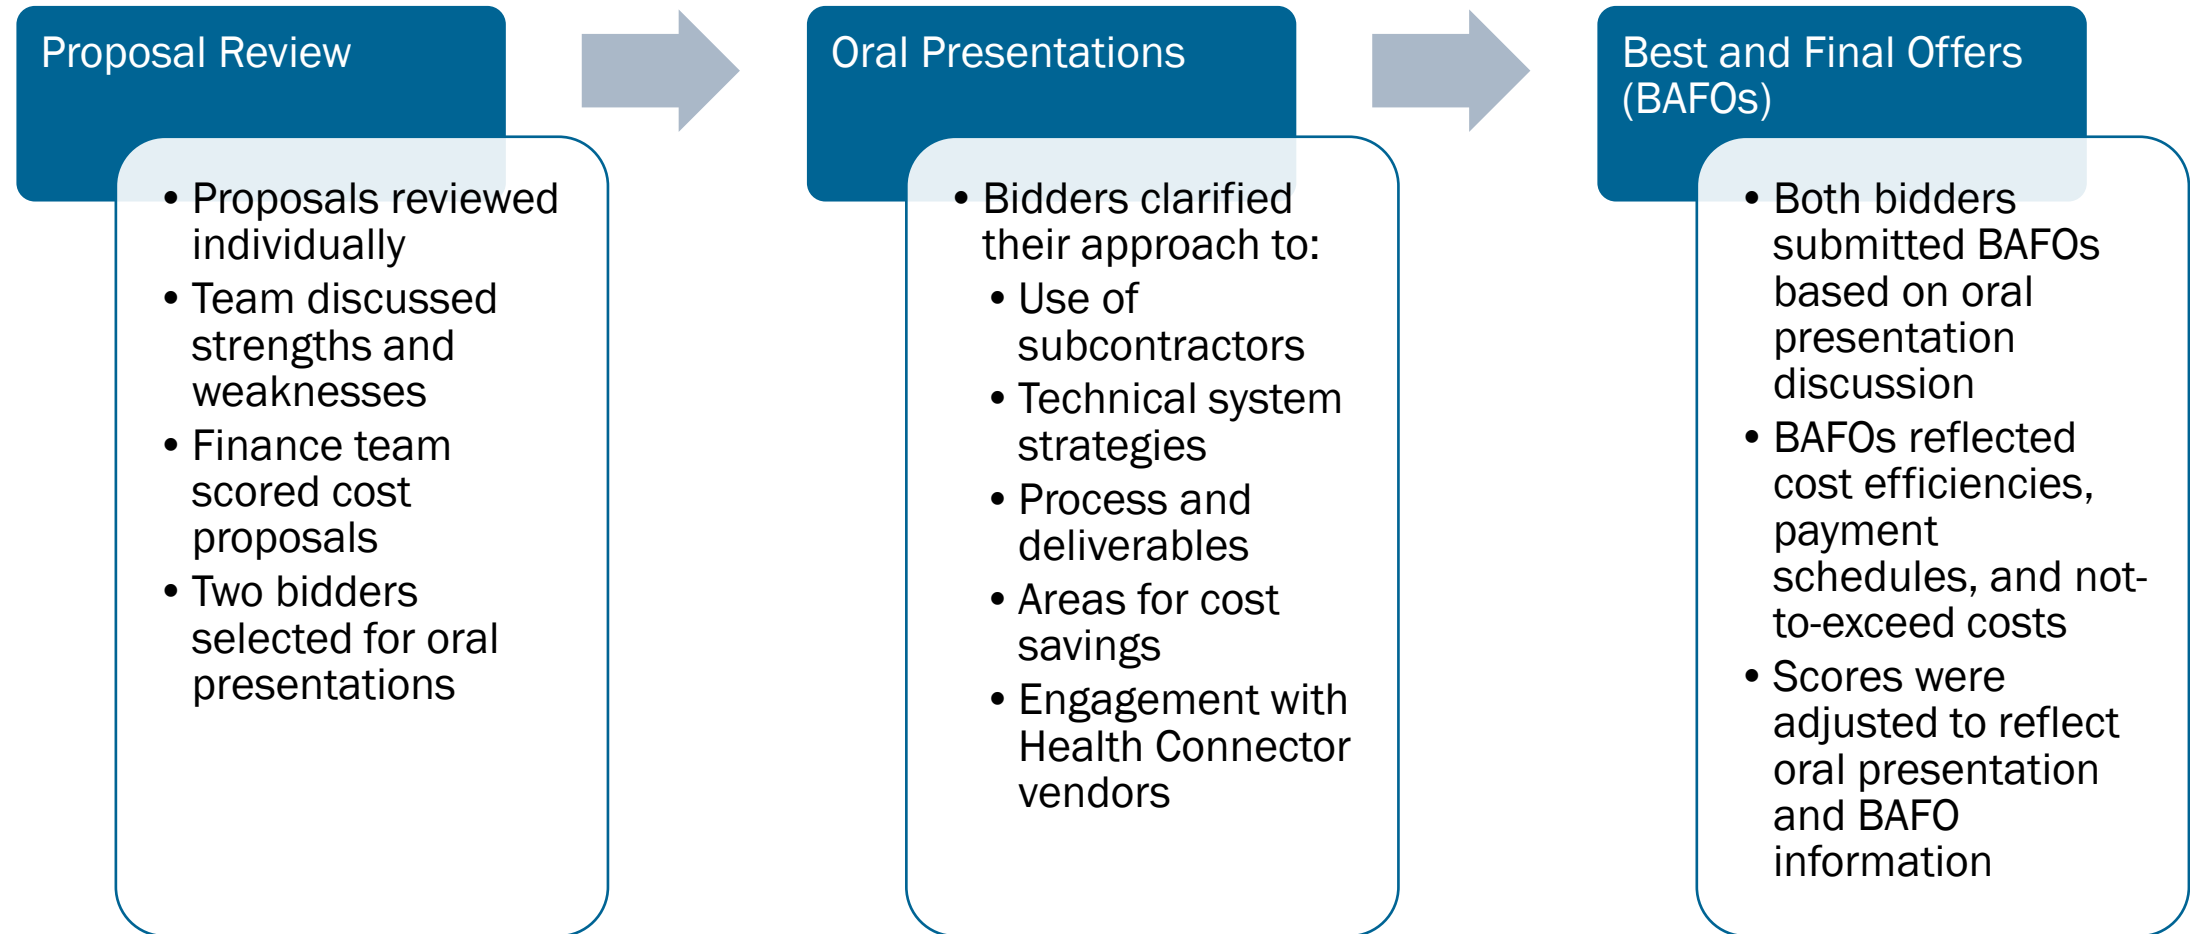 Proposal Review
• Proposals reviewed
individually
• Team discussed
strengths and
weaknesses
• Finance team
scored cost
proposals
• Two bidders
selected for oral
presentations
Oral Presentations
• Bidders clarified
their approach to:
• Use of
subcontractors
• Technical system
strategies
• Process and
deliverables
• Areas for cost
savings
• Engagement with
Health Connector
vendors
Best and Final Offers
(BAFOs)
• Both bidders
submitted BAFOs
based on oral
presentation
discussion
• BAFOs reflected
cost efficiencies,
payment
schedules, and not-
to-exceed costs
• Scores were
adjusted to reflect
oral presentation
and BAFO
information